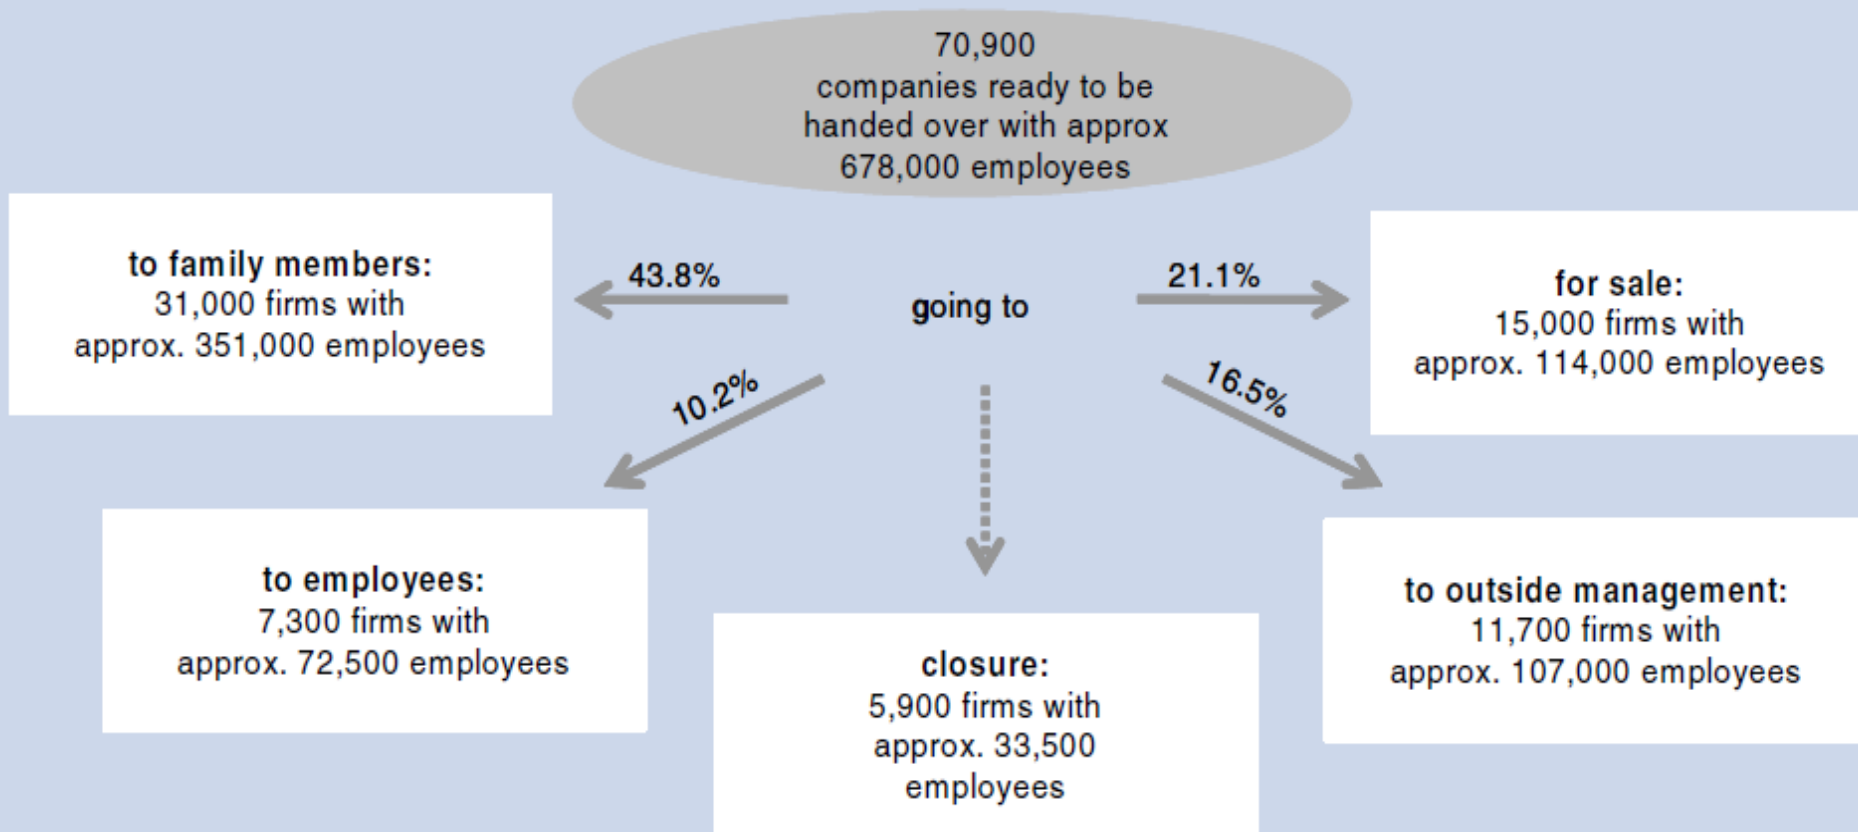 70,900
companies ready to be
handed over with approx
678,000 employees
to family members:
31,000 firms with
approx. 351,000 employees
43.8%
going to
21.1%
for sale:
15,000 firms with
approx. 114,000 employees
10.2%
16.5%
to employees:
7,300 firms with
approx. 72,500 employees
closure:
5,900 firms with
approx. 33,500
employees
to outside management:
11,700 firms with
approx. 107,000 employees